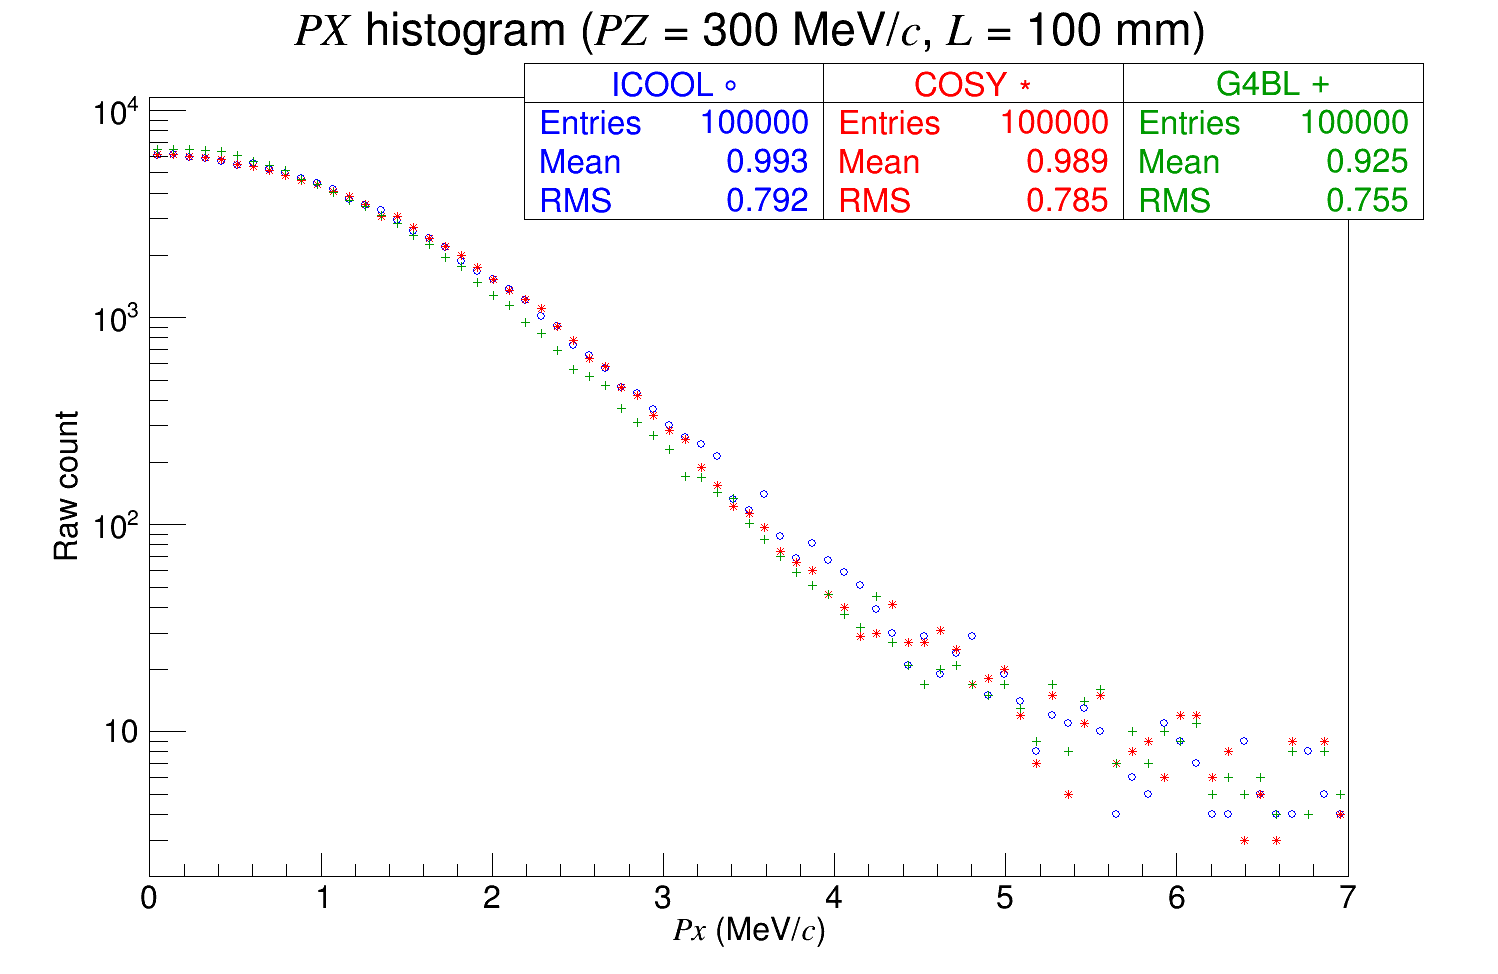 PX histogram (PZ = 300 MeV/c, L = 100 mm)
ICOOL COSY * G4BL +
Entries 100000 Entries 100000 Entries 100000
Mean 0.993 Mean 0.989 Mean 0.925
RMS 0.792 RMS 0.785 RMS 0.755
10⁴
10³
10²
10
Raw count
0 1 2 3 4 5 6 7
Px (MeV/c)